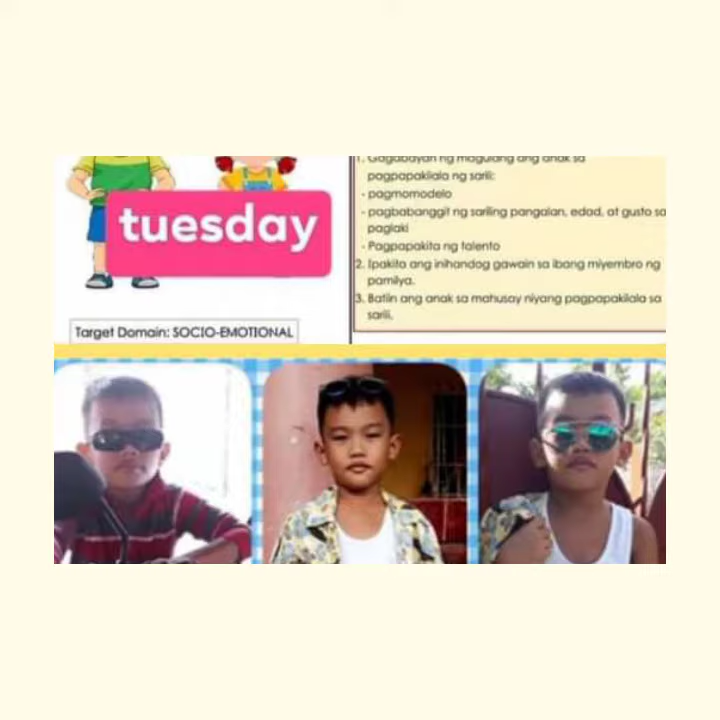 tuesday
Target Domain: SOCIO-EMOTIONAL
1. Gagabayan ng magulang ang anak sa
pagpapakilala ng sarili:
- pagmomodelo
- pagbabanggit ng sariling pangalan, edad, at gusto sa
paglaki
- Pagpapakita ng talento
2. Ipakita ang inihandog gawain sa ibang miyembro ng
pamilya.
3. Batiin ang anak sa mahusay niyang pagpapakilala sa
sarili.